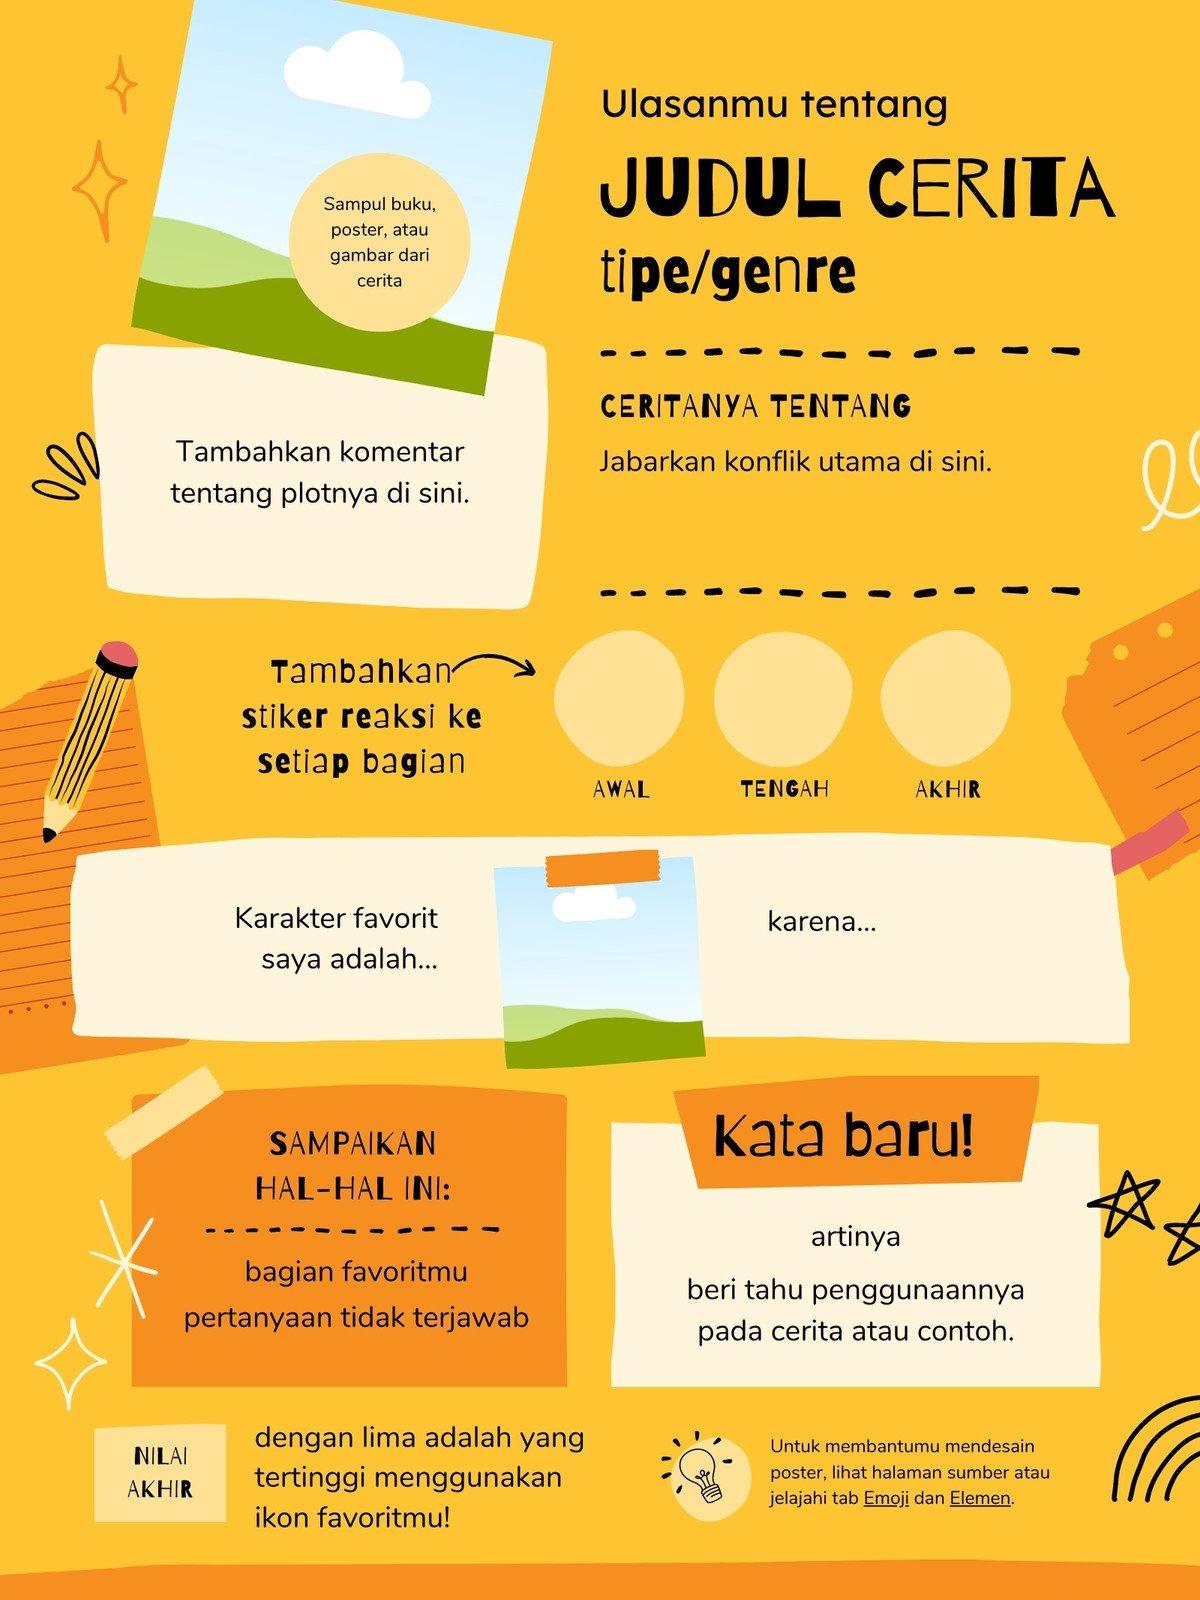 Ulasanmu tentang
JUDUL CERITA
tipe/genre
Sampul buku,
poster, atau
gambar dari
cerita
Tambahkan komentar
tentang plotnya di sini.
CERITANYA TENTANG
Jabarkan konflik utama di sini.
Tambahkan
stiker reaksi ke
setiap bagian
AWAL
TENGAH
AKHIR
Karakter favorit
saya adalah...
karena...
SAMPAIKAN
HAL-HAL INI:
bagian favoritmu
pertanyaan tidak terjawab
Kata baru!
artinya
beri tahu penggunaannya
pada cerita atau contoh.
NILAI
AKHIR
dengan lima adalah yang
tertinggi menggunakan
ikon favoritmu!
Untuk membantumu mendesain
poster, lihat halaman sumber atau
jelajahi tab Emoji dan Elemen.